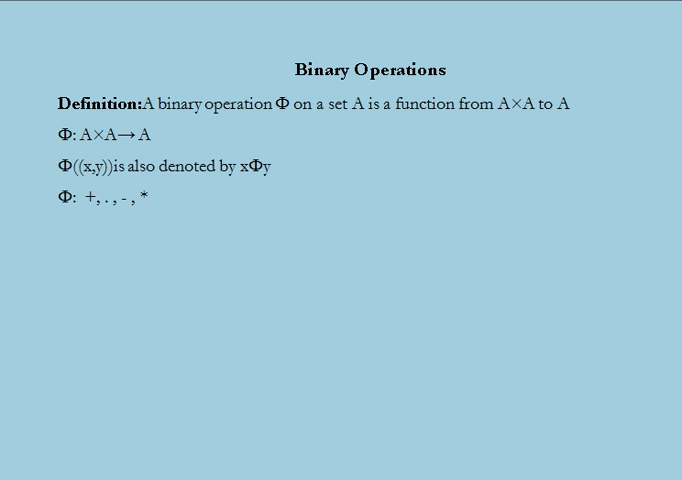 Binary Operations
Definition:A binary operation Φ on a set A is a function from A×A to A
Φ: A×A→ A
Φ((x,y))is also denoted by xΦy
Φ: +, . , - , *